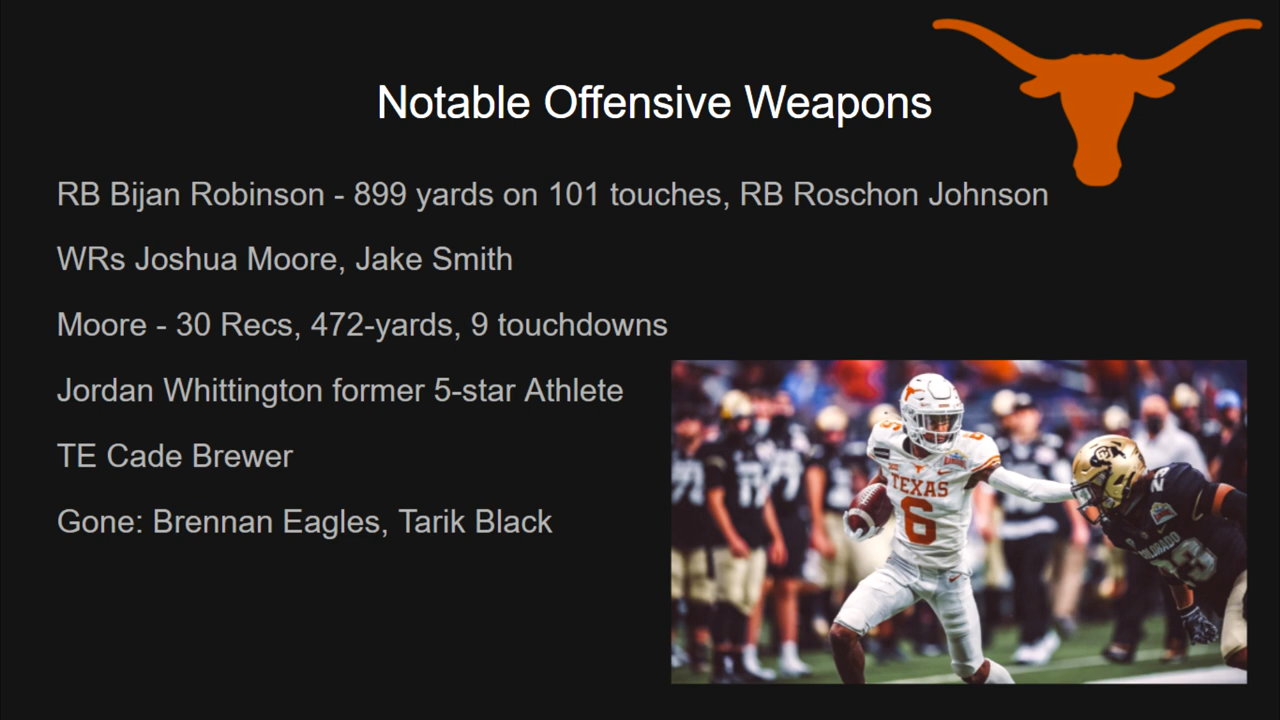 Notable Offensive Weapons
RB Bijan Robinson - 899 yards on 101 touches, RB Roschon Johnson
WRs Joshua Moore, Jake Smith
Moore - 30 Recs, 472-yards, 9 touchdowns
Jordan Whittington former 5-star Athlete
TE Cade Brewer
Gone: Brennan Eagles, Tarik Black
TEXAS
6
COLORADO
23